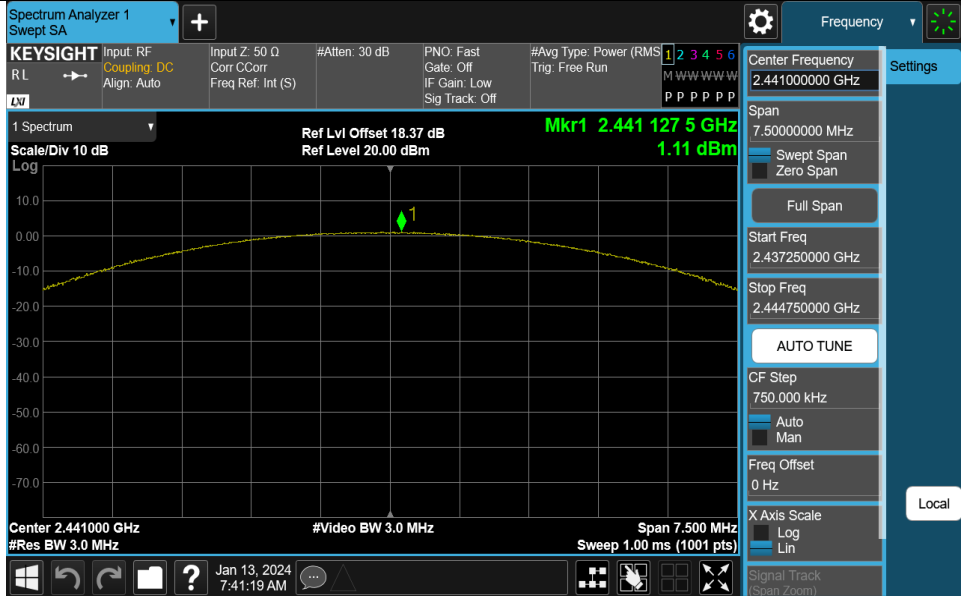 Spectrum Analyzer 1
Swept SA
+
Frequency
KEYSIGHT
R L
LXI
Input: RF
Coupling: DC
Align: Auto
Input Z: 50 Ω
Corr CCorr
Freq Ref: Int (S)
#Atten: 30 dB
PNO: Fast
Gate: Off
IF Gain: Low
Sig Track: Off
#Avg Type: Power (RMS
Trig: Free Run
1 2 3 4 5 6
M W W W W W
P P P P P P
1 Spectrum
Scale/Div 10 dB
Log
Ref Lvl Offset 18.37 dB
Ref Level 20.00 dBm
Mkr1 2.441 127 5 GHz
1.11 dBm
1
10.0
0.00
-10.0
-20.0
-30.0
-40.0
-50.0
-60.0
-70.0
Center 2.441000 GHz
#Res BW 3.0 MHz
#Video BW 3.0 MHz
Span 7.500 MHz
Sweep 1.00 ms (1001 pts)
Center Frequency
2.441000000 GHz
Span
7.50000000 MHz
Swept Span
Zero Span
Full Span
Start Freq
2.437250000 GHz
Stop Freq
2.444750000 GHz
AUTO TUNE
CF Step
750.000 kHz
Auto
Man
Freq Offset
0 Hz
X Axis Scale
Log
Lin
Signal Track
(Span Zoom)
Settings
Local
?
Jan 13, 2024
7:41:19 AM